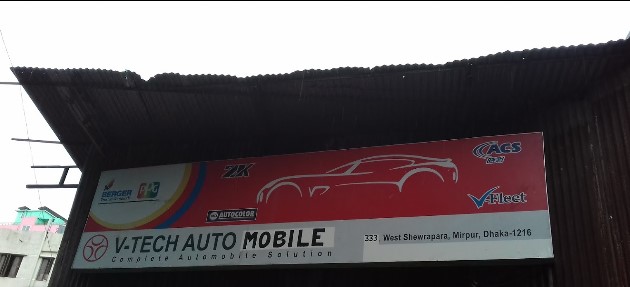 BERGER
2K
AUTOCOLOR
ACS
V-Fleet
V-TECH AUTO MOBILE
Complete Automobile Solution
333 West Shewrapara, Mirpur, Dhaka-1216